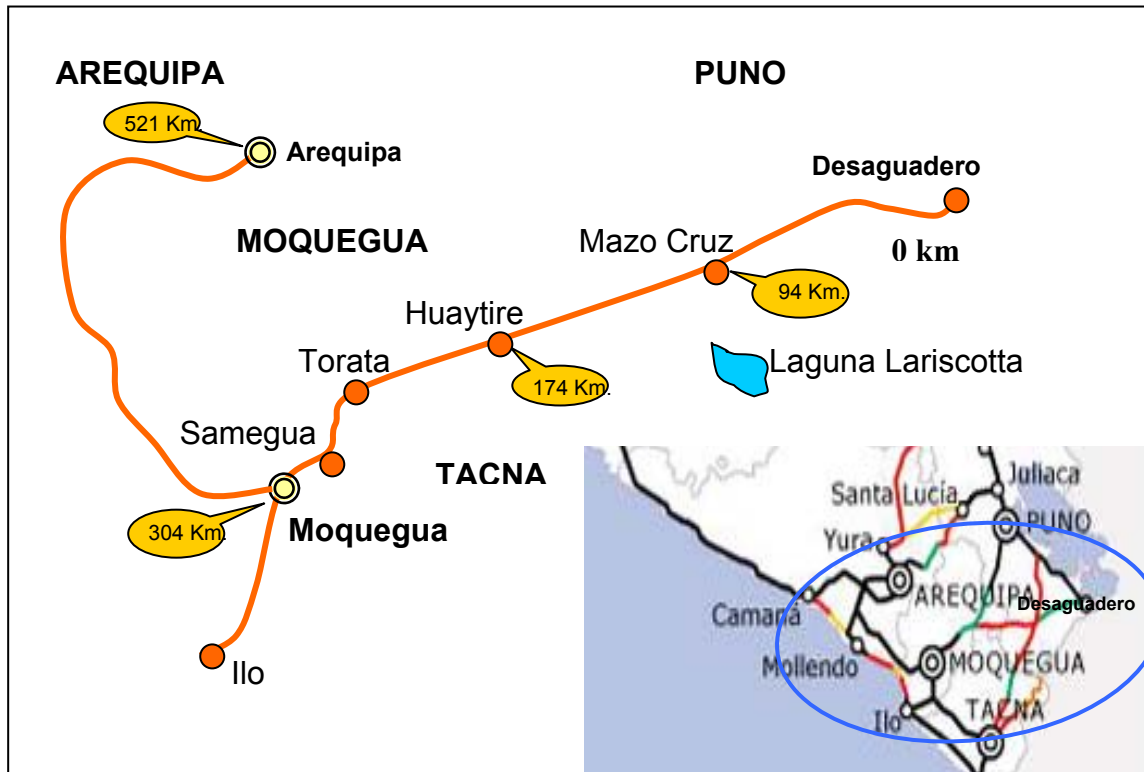 AREQUIPA
PUNO
521 Km.
Arequipa
Desaguadero
MOQUEGUA
Mazo Cruz
0 km
94 Km.
Huaytire
Torata
Laguna Lariscotta
174 Km.
Samegua
TACNA
304 Km.
Moquegua
Ilo
Juliaca
Santa Lucía
PUNO
Yura
AREQUIPA
Camaná
Desaguadero
Mollendo
MOQUEGUA
Ilo
TACNA